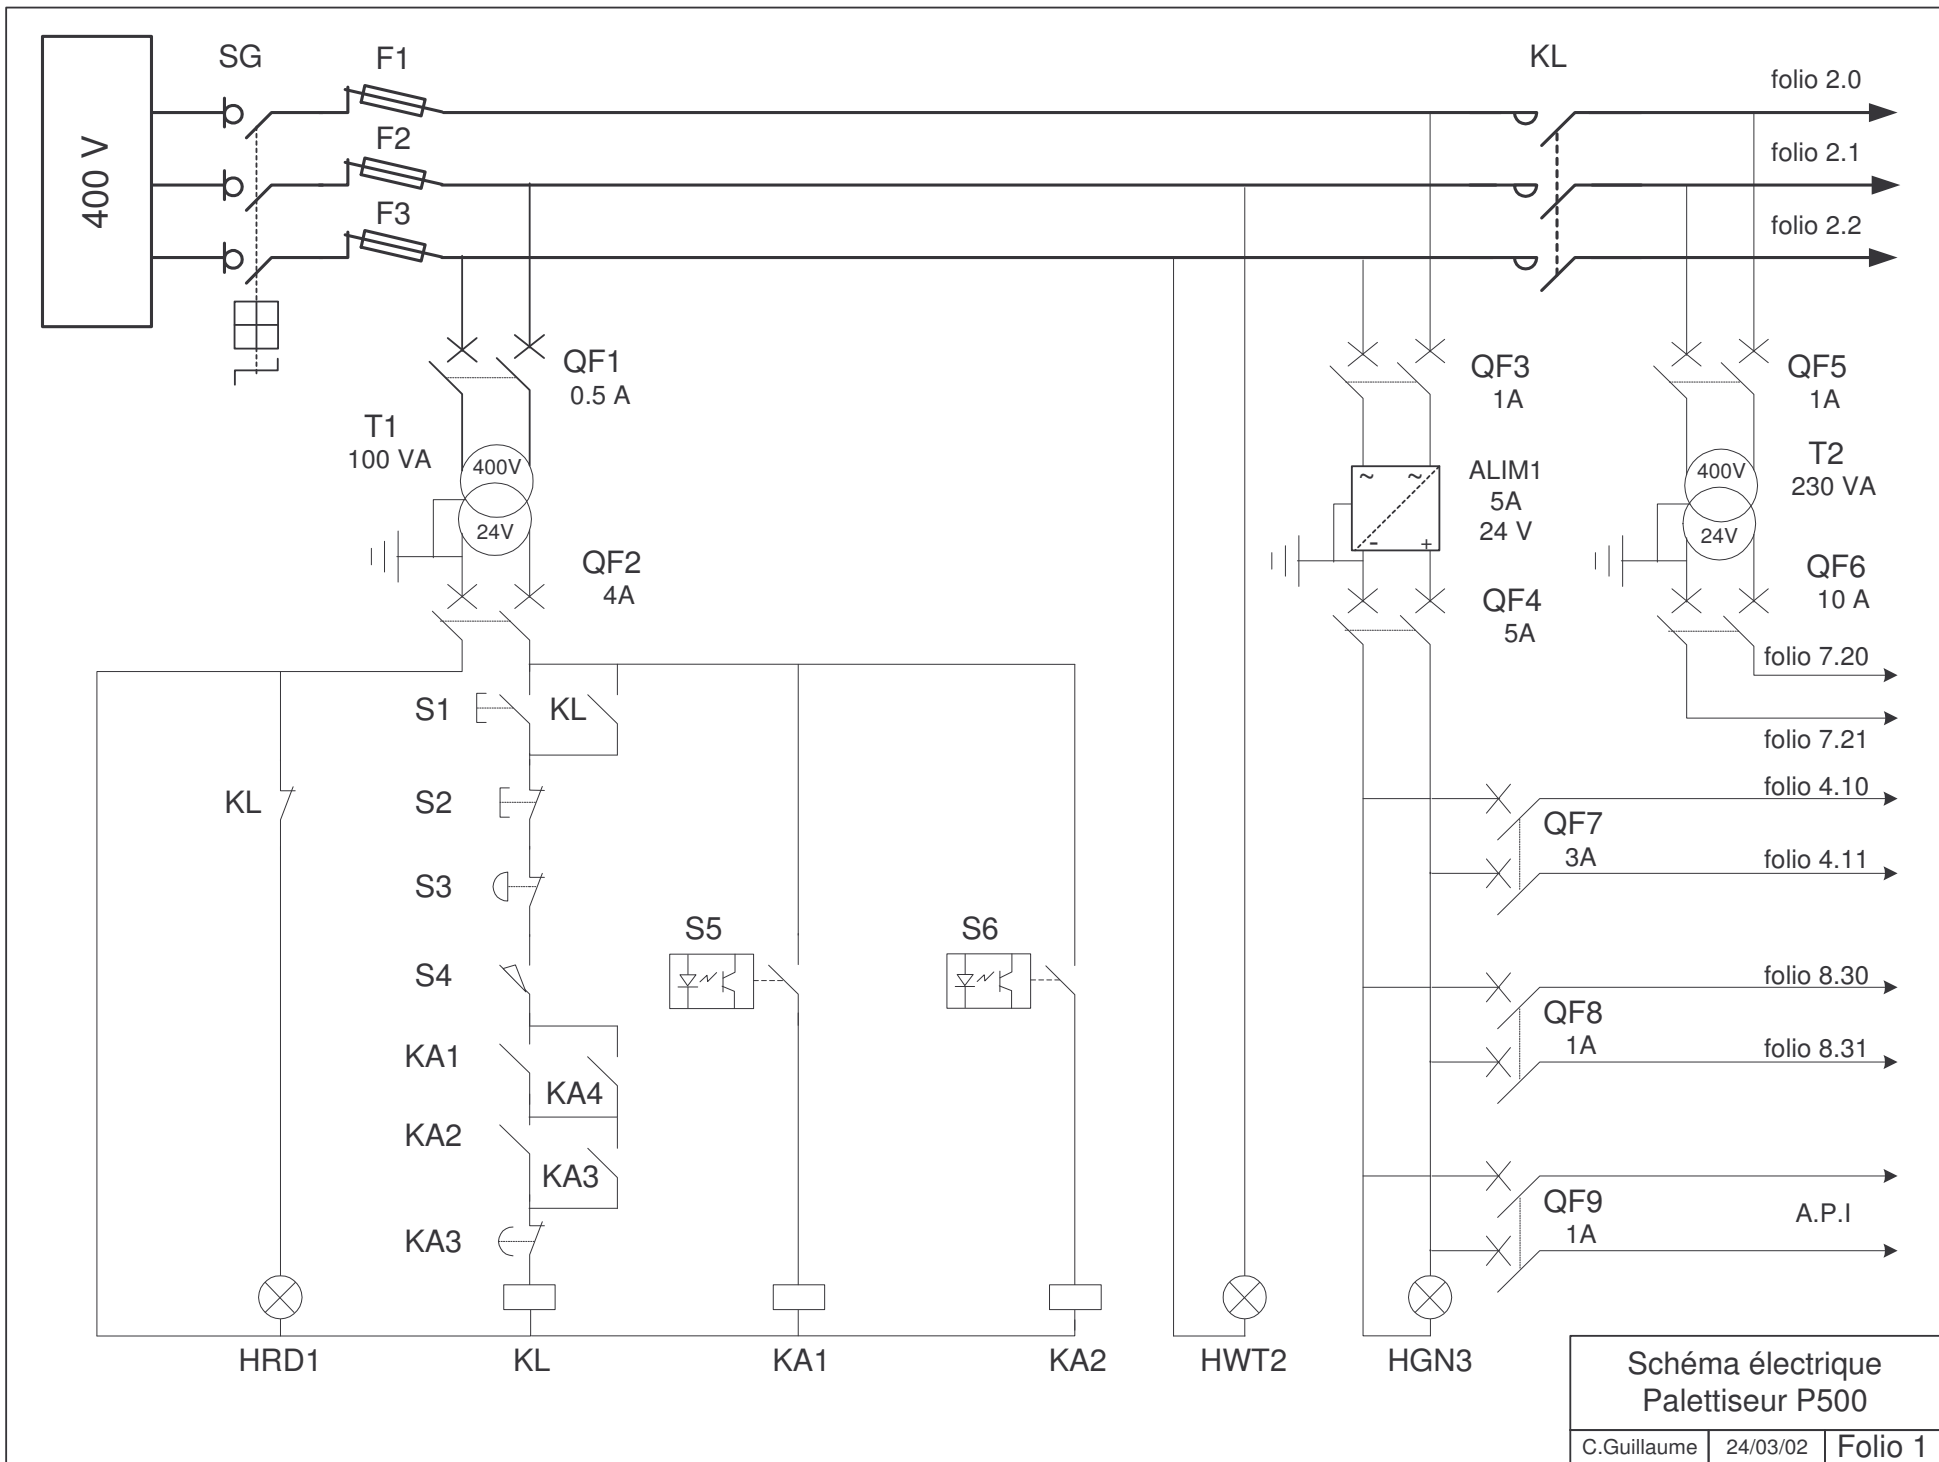 SG
F1
KL
folio 2.0
400 V
F2
folio 2.1
F3
folio 2.2
QF1
0.5 A
QF3
1A
QF5
1A
T1
100 VA
400V
24V
ALIM1
5A
24 V
~ ~
- +
400V
24V
T2
230 VA
QF2
4A
QF4
5A
QF6
10 A
folio 7.20
S1
KL
folio 7.21
KL
S2
folio 4.10
QF7
3A
folio 4.11
S3
S5
S6
S4
folio 8.30
QF8
1A
folio 8.31
KA1
KA4
KA2
KA3
QF9
1A
A.P.I
KA3
HRD1
KL
KA1
KA2
HWT2
HGN3
Schéma électrique
Palettiseur P500
C.Guillaume 24/03/02 Folio 1